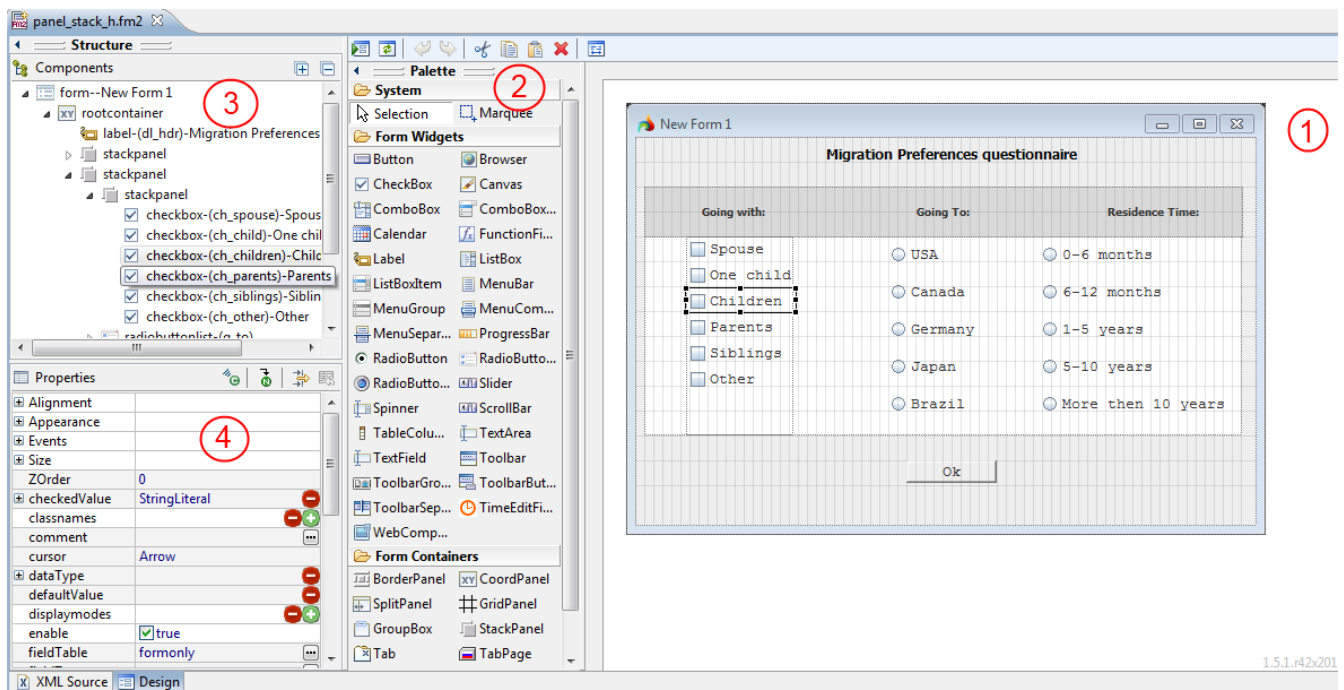 panel_stack_h.fm2
Structure
Components
form--New Form 1
rootcontainer
label-(dl_hdr)-Migration Preferences
stackpanel
stackpanel
stackpanel
checkbox-(ch_spouse)-Spous
checkbox-(ch_child)-One chil
checkbox-(ch_children)-Chilc
checkbox-(ch_parents)-Parents
checkbox-(ch_siblings)-Siblin
checkbox-(ch_other)-Other
radiobuttonlist-(g_to)
3
Properties
Alignment
Appearance
Events
Size
ZOrder 0
checkedValue StringLiteral
classnames
comment
cursor Arrow
dataType
defaultValue
displaymodes
enable true
fieldTable formonly
4
XML Source Design
Palette
2
System
Selection Marquee
Form Widgets
Button Browser
CheckBox Canvas
ComboBox ComboBox...
Calendar FunctionFi...
Label ListBox
ListBoxItem MenuBar
MenuGroup MenuCom...
MenuSepar... ProgressBar
RadioButton RadioButto...
RadioButto... Slider
Spinner ScrollBar
TableColu... TextArea
TextField Toolbar
ToolbarGro... ToolbarBut...
ToolbarSep... TimeEditFi...
WebComp...
Form Containers
BorderPanel XY CoordPanel
SplitPanel GridPanel
GroupBox StackPanel
Tab TabPage
New Form 1
1
Migration Preferences questionnaire
Going with: Going To: Residence Time:
Spouse
One child
Children
Parents
Siblings
Other
USA
Canada
Germany
Japan
Brazil
0-6 months
6-12 months
1-5 years
5-10 years
More then 10 years
Ok
1.5.1.r42x201